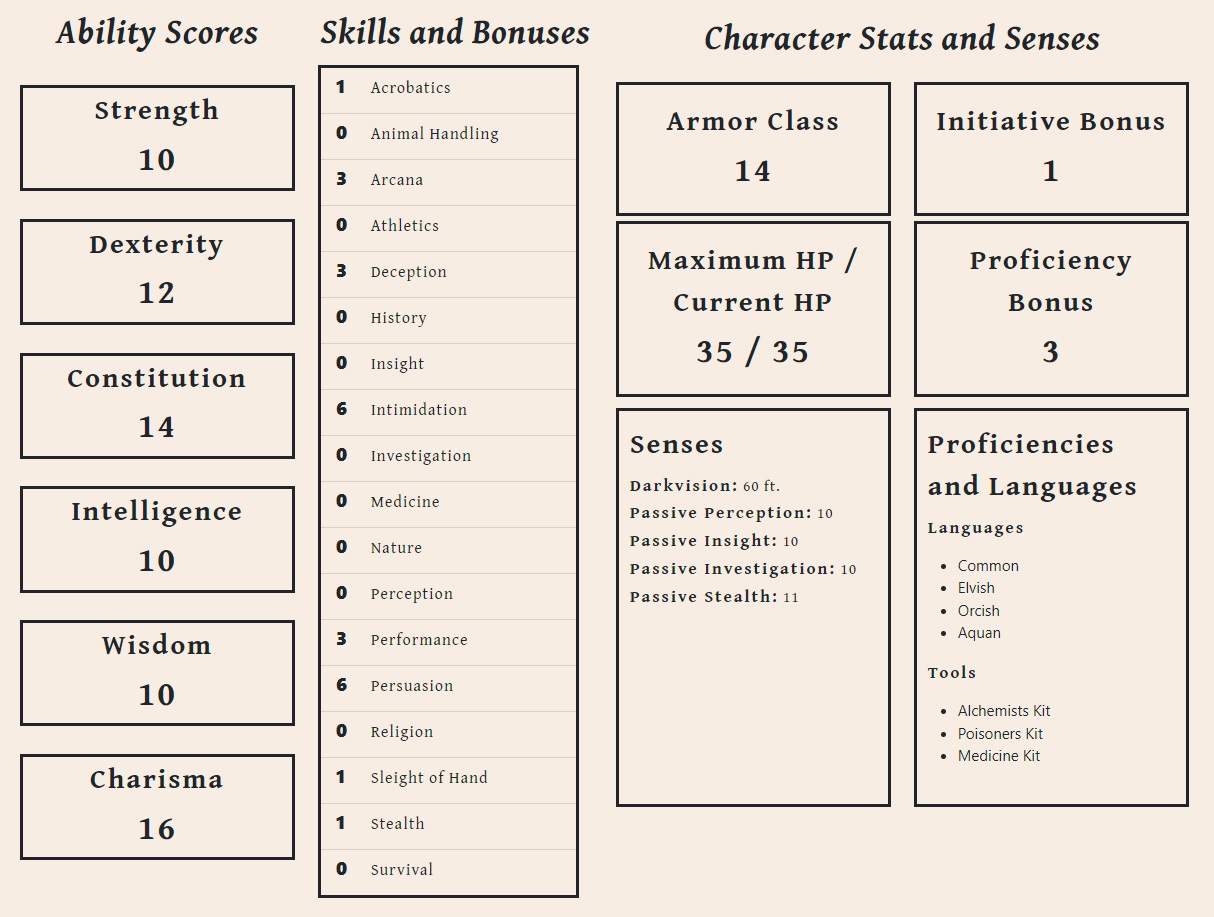 Ability Scores
Strength
10
Dexterity
12
Constitution
14
Intelligence
10
Wisdom
10
Charisma
16
Skills and Bonuses
1 Acrobatics
0 Animal Handling
3 Arcana
0 Athletics
3 Deception
0 History
0 Insight
6 Intimidation
0 Investigation
0 Medicine
0 Nature
0 Perception
3 Performance
6 Persuasion
0 Religion
1 Sleight of Hand
1 Stealth
0 Survival
Character Stats and Senses
Armor Class
14
Initiative Bonus
1
Maximum HP /
Current HP
35 / 35
Proficiency
Bonus
3
Senses
Darkvision: 60 ft.
Passive Perception: 10
Passive Insight: 10
Passive Investigation: 10
Passive Stealth: 11
Proficiencies
and Languages
Languages
• Common
• Elvish
• Orcish
• Aquan
Tools
• Alchemists Kit
• Poisoners Kit
• Medicine Kit